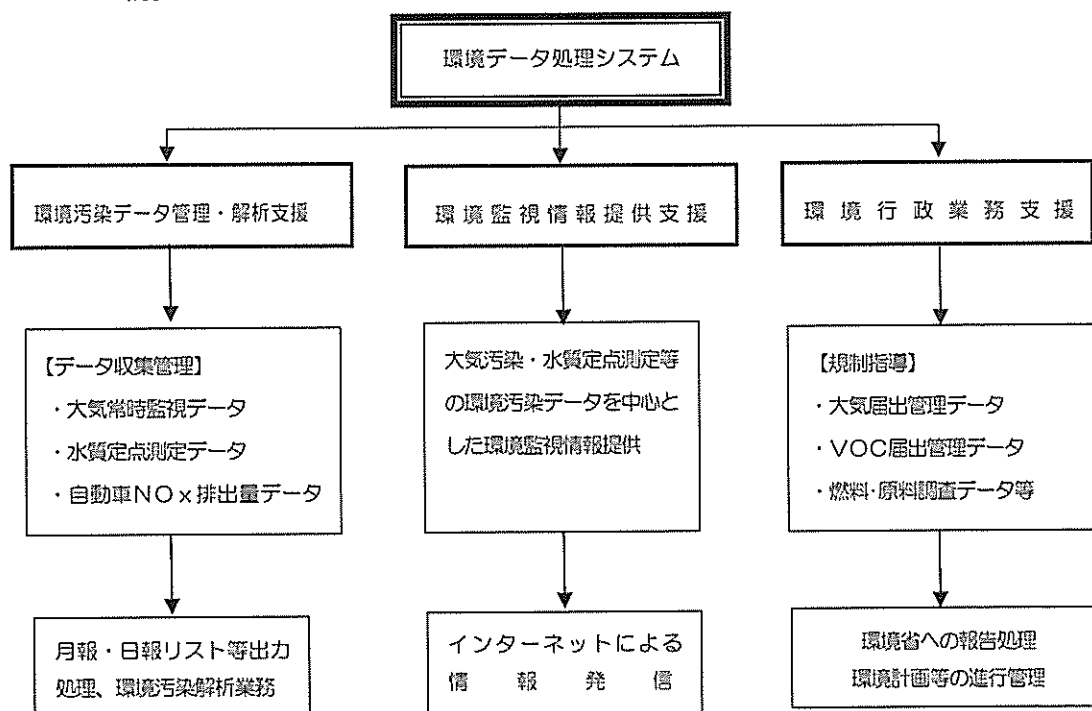 環境データ処理システム
環境汚染データ管理・解析支援
環境監視情報提供支援
環境行政業務支援
【データ収集管理】
・大気常時監視データ
・水質定点測定データ
・自動車NOx排出量データ
大気汚染・水質定点測定等
の環境汚染データを中心と
した環境監視情報提供
【規制指導】
・大気届出管理データ
・VOC届出管理データ
・燃料・原料調査データ等
月報・日報リスト等出力
処理、環境汚染解析業務
インターネットによる
情報発信
環境省への報告処理
環境計画等の進行管理